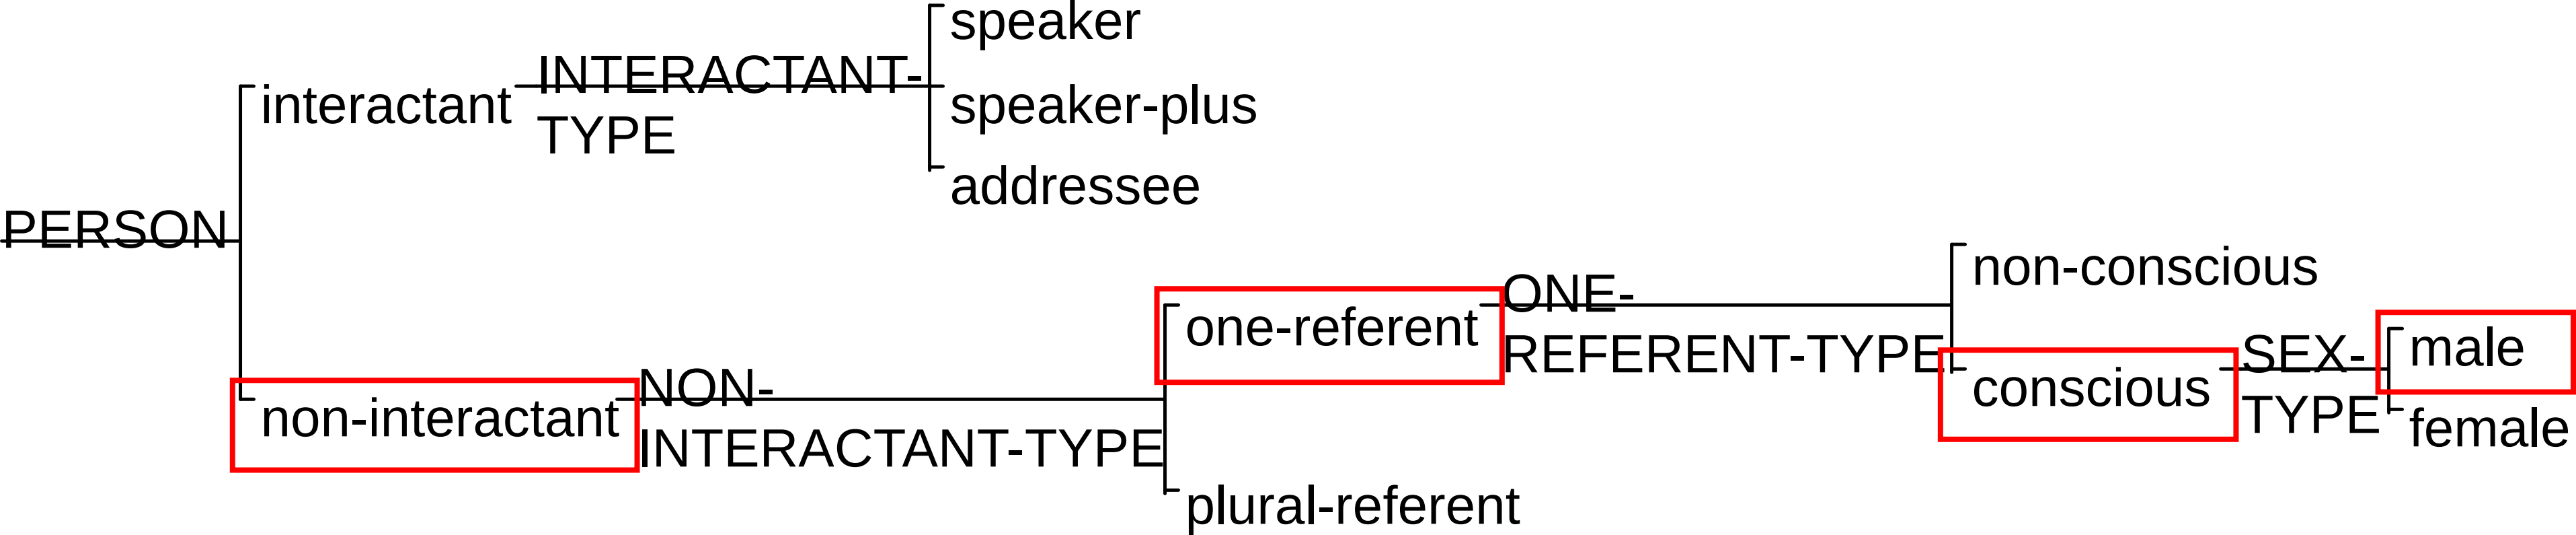 PERSON
interactant
INTERACTANT-
TYPE
speaker
speaker-plus
addressee
non-interactant
NON-
INTERACTANT-TYPE
one-referent
ONE-
REFERENT-TYPE
non-conscious
conscious
SEX-
TYPE
male
female
plural-referent